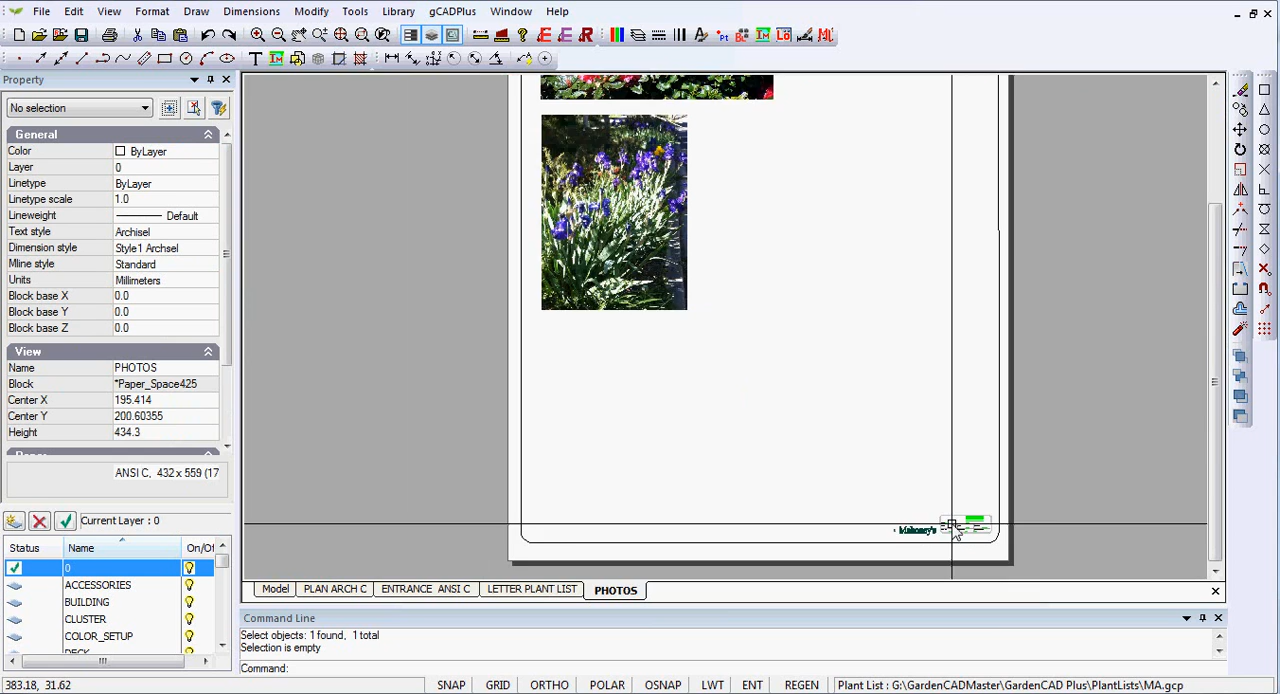 File Edit View Format Draw Dimensions Modify Tools Library gCADPlus Window Help
Property
No selection
General
Color ByLayer
Layer 0
Linetype ByLayer
Linetype scale 1.0
Lineweight Default
Text style Archisel
Dimension style Style1 Archsel
Mline style Standard
Units Millimeters
Block base X 0.0
Block base Y 0.0
Block base Z 0.0
View
Name PHOTOS
Block *Paper_Space425
Center X 195.414
Center Y 200.60355
Height 434.3
ANSI C, 432 x 559 (17
Current Layer : 0
Status Name On/Of
0
ACCESSORIES
BUILDING
CLUSTER
COLOR_SETUP
DECK
Mahoney's
Model PLAN ARCH C ENTRANCE ANSI C LETTER PLANT LIST PHOTOS
Command Line
Select objects: 1 found, 1 total
Selection is empty
Command:
383.18, 31.62 SNAP GRID ORTHO POLAR OSNAP LWT ENT REGEN Plant List : G:\GardenCADMaster\GardenCAD Plus\PlantLists\MA.gcp